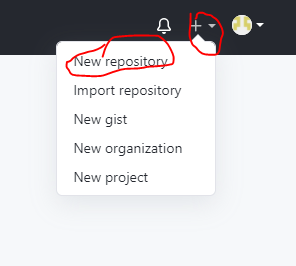 New repository
Import repository
New gist
New organization
New project